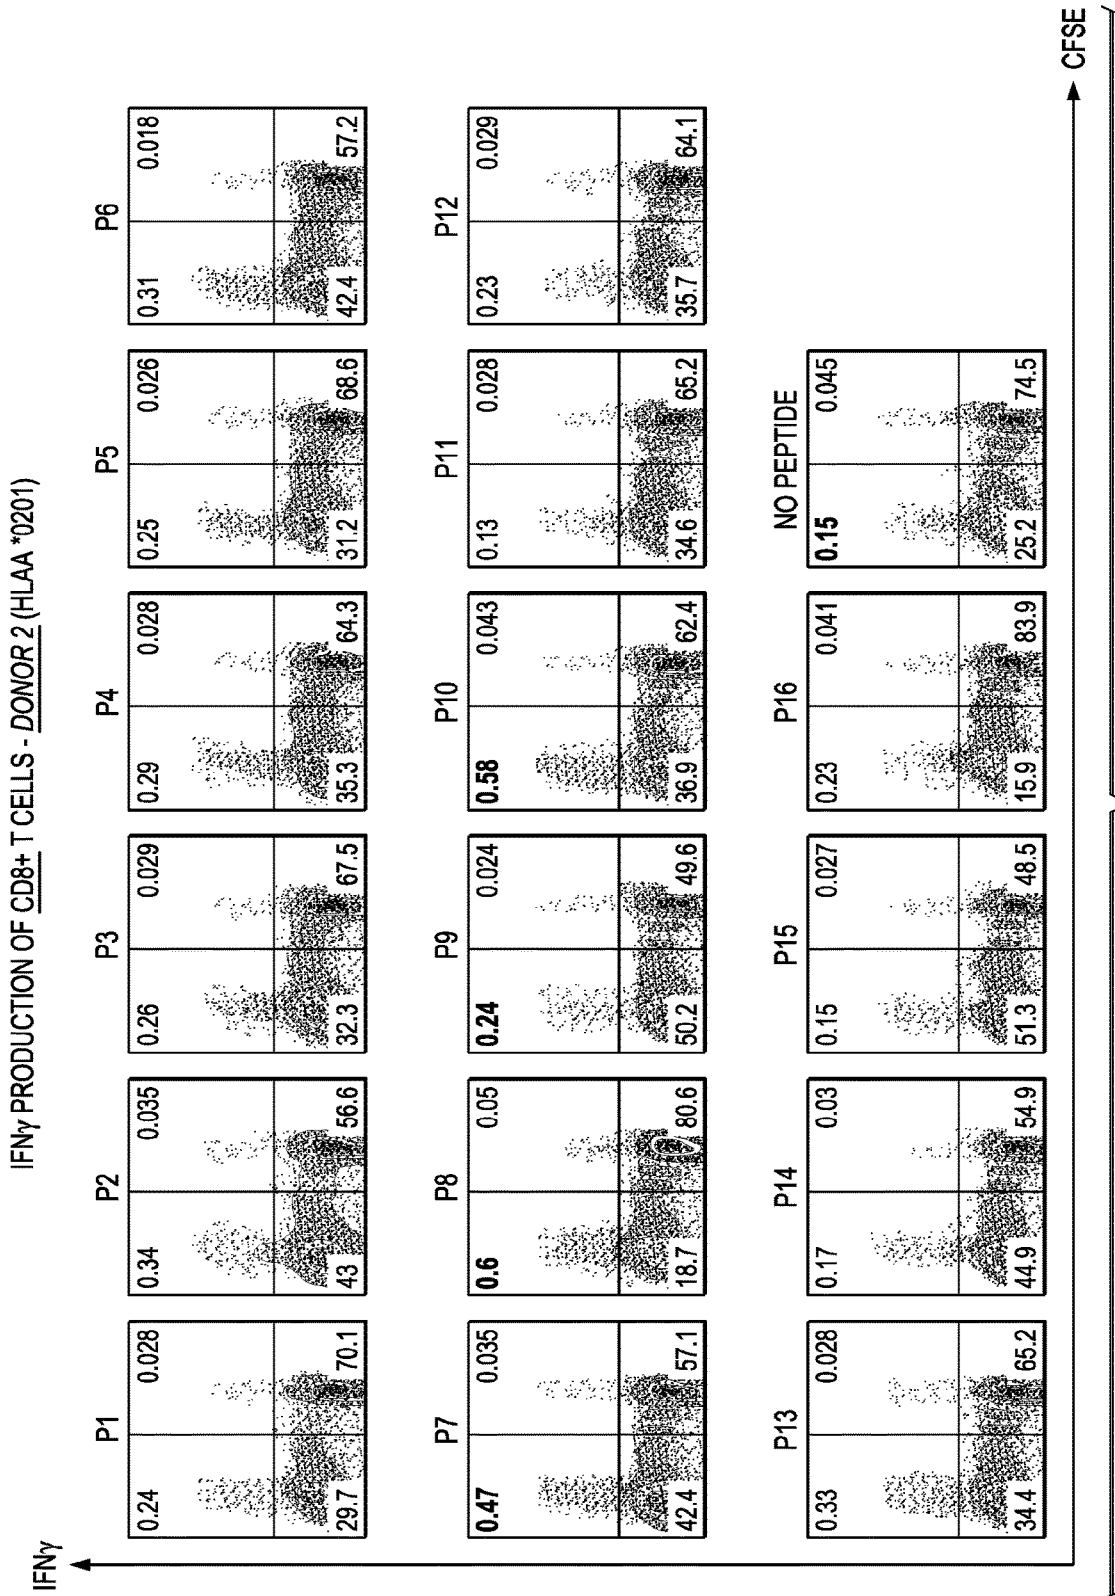 IFNγ PRODUCTION OF CD8+ T CELLS - DONOR 2 (HLAA *0201)
IFNγ
P1
0.24 0.028
29.7 70.1
P2
0.34 0.035
43 56.6
P3
0.26 0.029
32.3 67.5
P4
0.29 0.028
35.3 64.3
P5
0.25 0.026
31.2 68.6
P6
0.31 0.018
42.4 57.2
P7
0.47 0.035
42.4 57.1
P8
0.6 0.05
18.7 80.6
P9
0.24 0.024
50.2 49.6
P10
0.58 0.043
36.9 62.4
P11
0.13 0.028
34.6 65.2
P12
0.23 0.029
35.7 64.1
P13
0.33 0.028
34.4 65.2
P14
0.17 0.03
44.9 54.9
P15
0.15 0.027
51.3 48.5
P16
0.23 0.041
15.9 83.9
NO PEPTIDE
0.15 0.045
25.2 74.5
CFSE